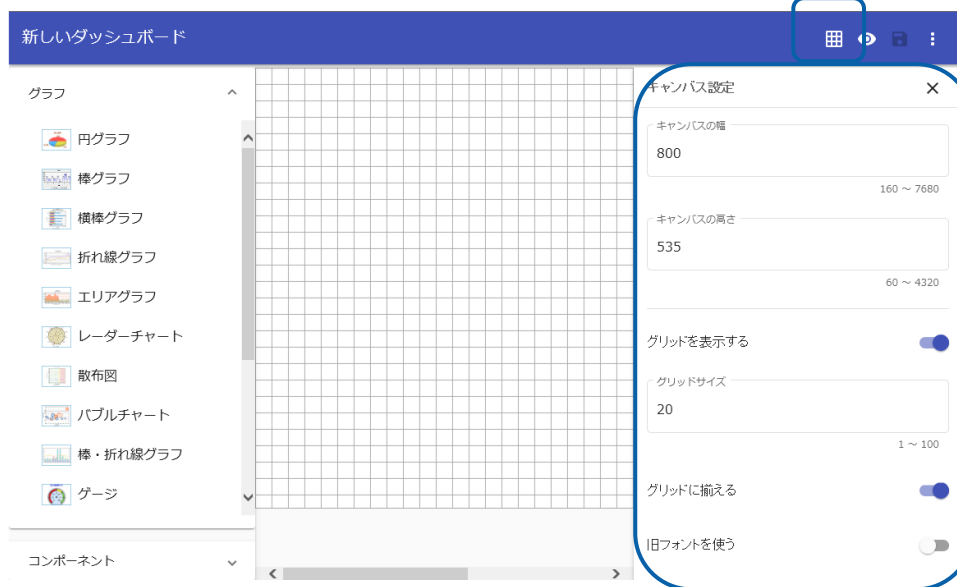 新しいダッシュボード
グラフ
円グラフ
棒グラフ
横棒グラフ
折れ線グラフ
エリアグラフ
レーダーチャート
散布図
バブルチャート
棒・折れ線グラフ
ゲージ
コンポーネント
キャンバス設定
キャンバスの幅
800
160 ～ 7680
キャンバスの高さ
535
60 ～ 4320
グリッドを表示する
グリッドサイズ
20
1 ～ 100
グリッドに揃える
旧フォントを使う